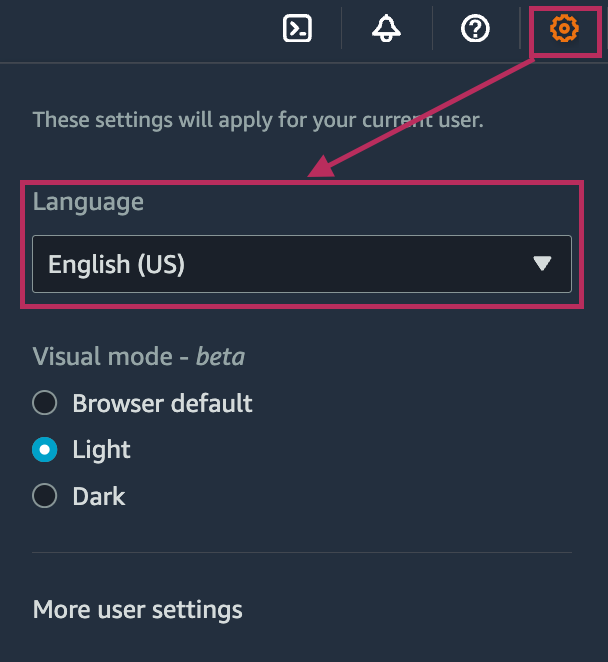 These settings will apply for your current user.
Language
English (US)
Visual mode - beta
Browser default
Light
Dark
More user settings